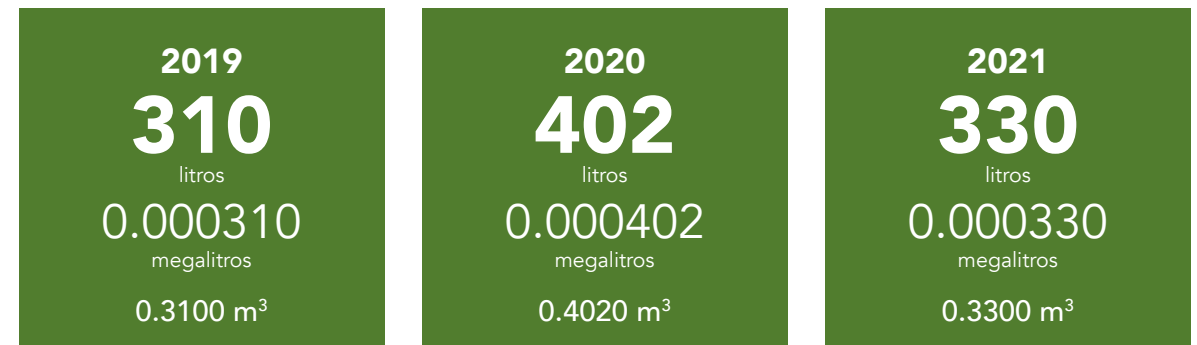 2019
310
litros
0.000310
megalitros
0.3100 m³
2020
402
litros
0.000402
megalitros
0.4020 m³
2021
330
litros
0.000330
megalitros
0.3300 m³